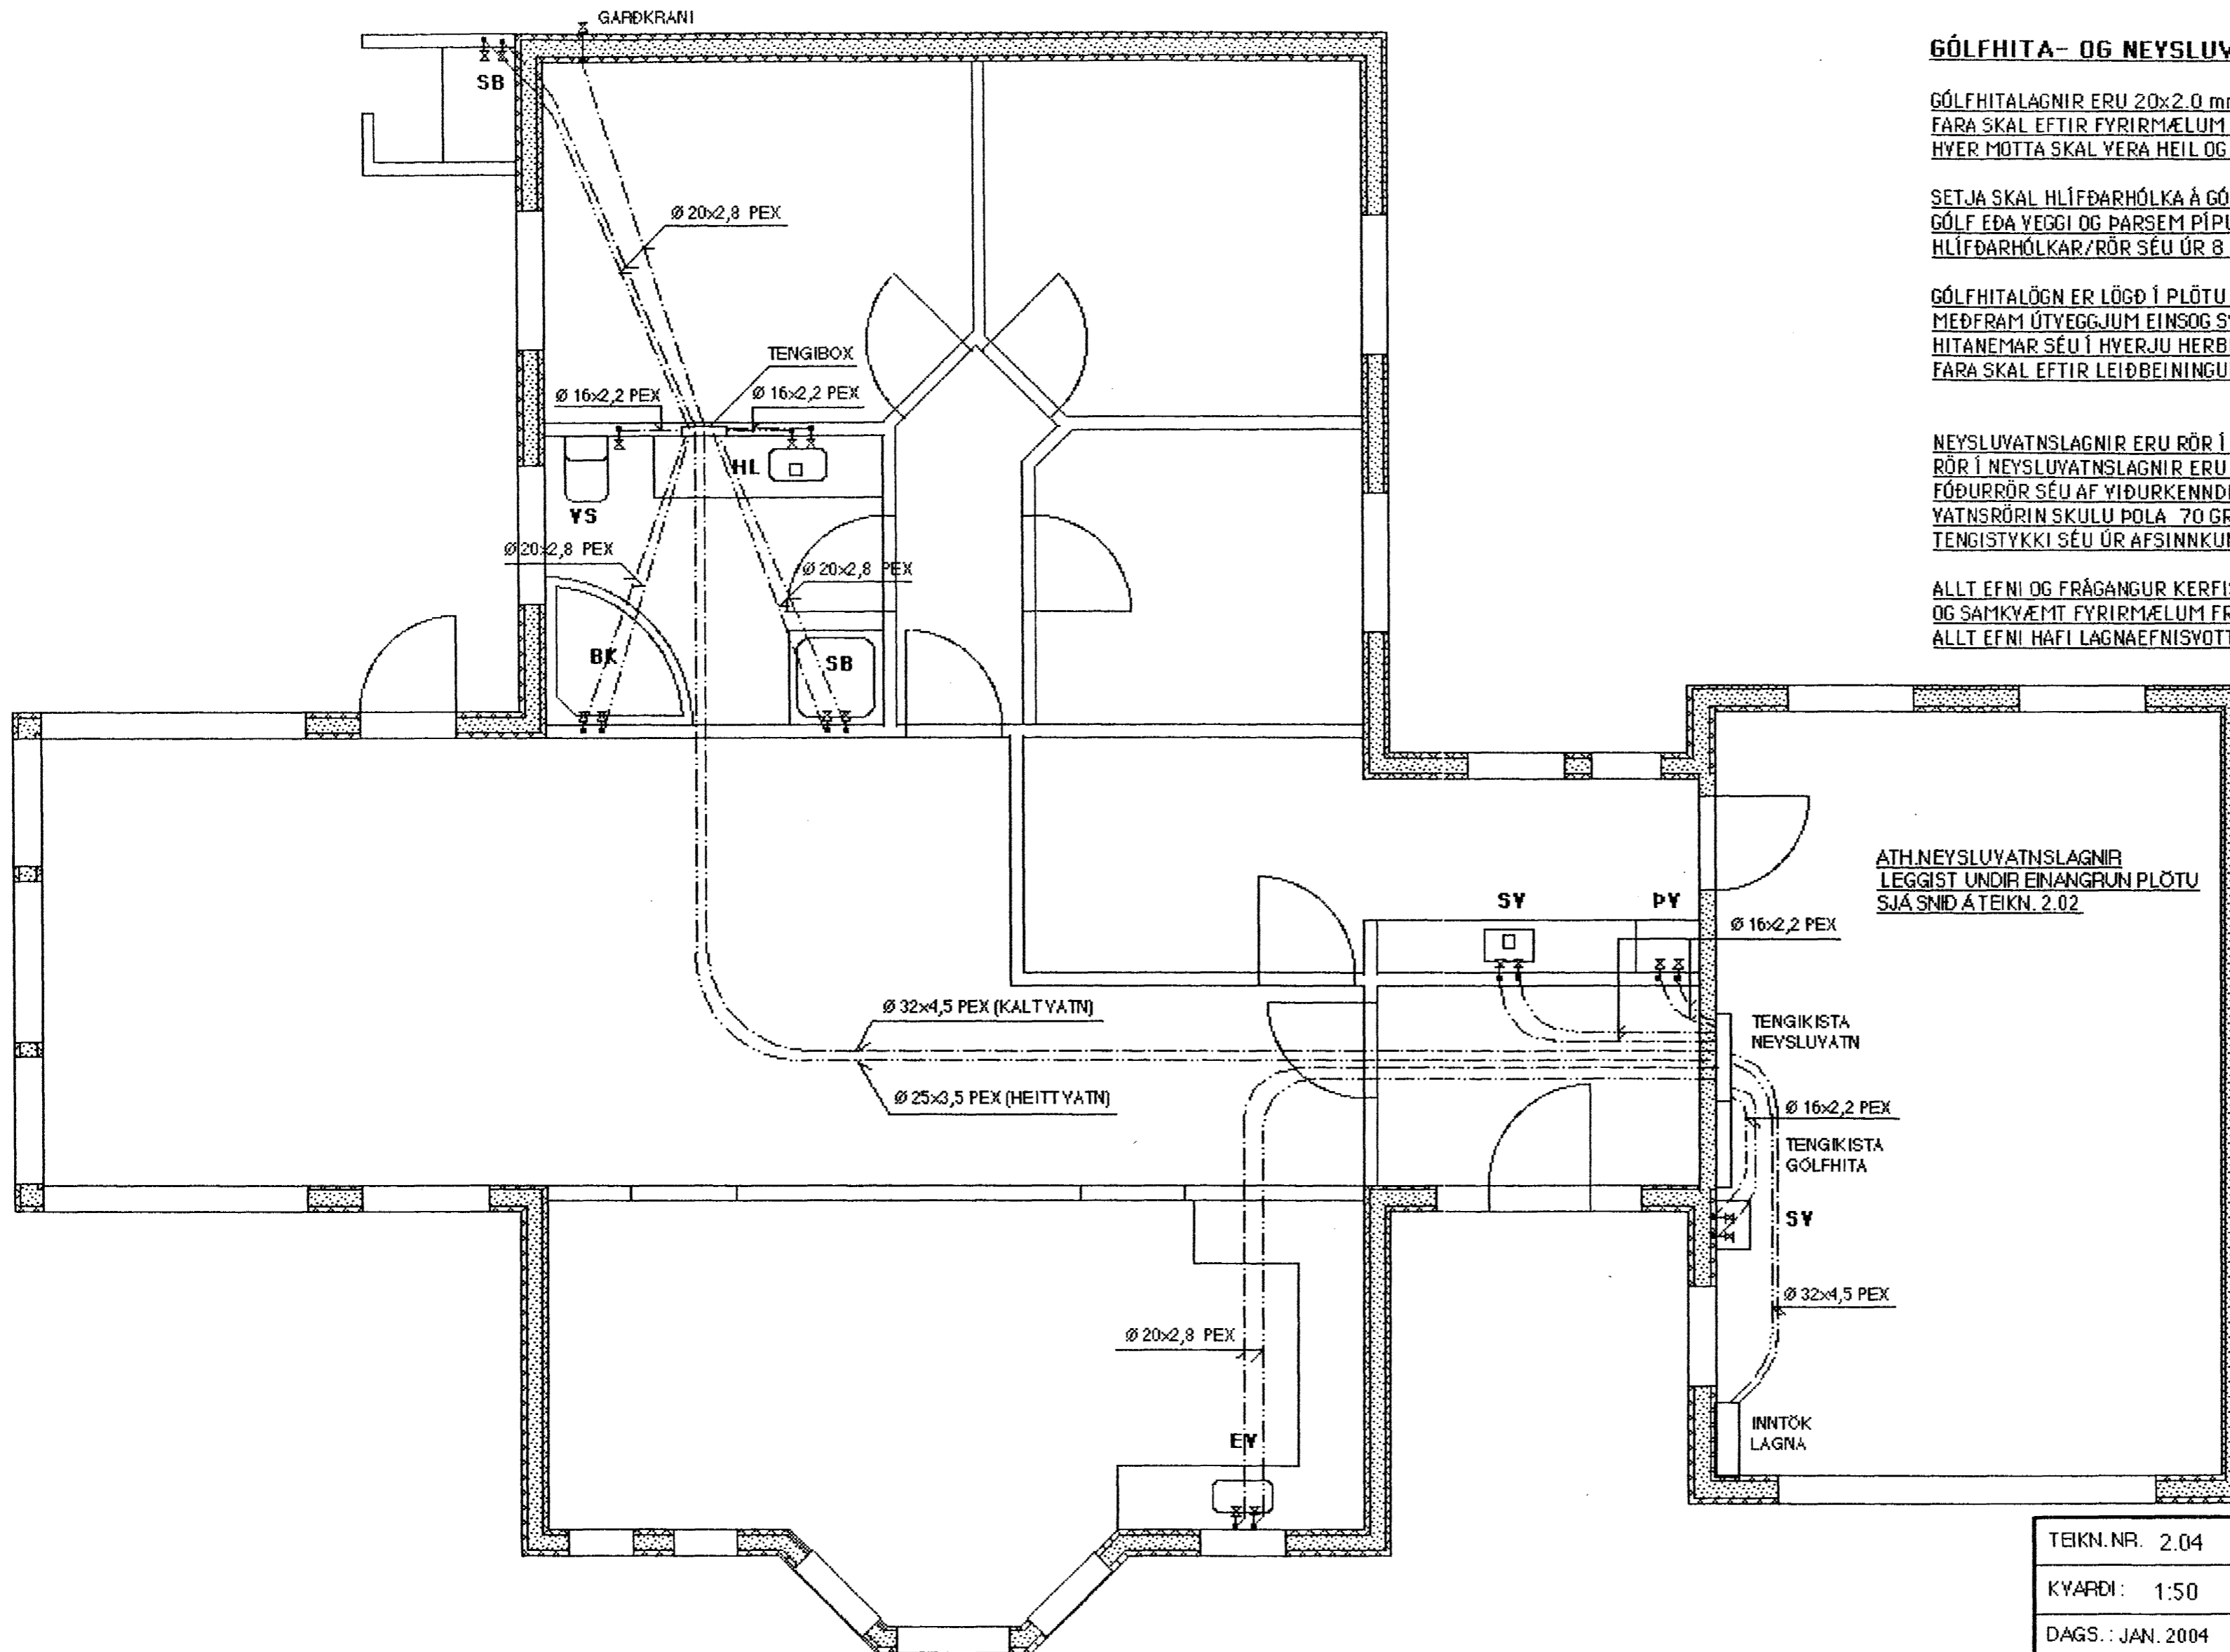 GARÐKRANI
SB
Ø 20x2,8 PEX
TENGIBOX
Ø 16x2,2 PEX
Ø 16x2,2 PEX
HL
VS
Ø 20x2,8 PEX
Ø 20x2,8 PEX
BK
SB
Ø 32x4,5 PEX (KALT VATN)
Ø 25x3,5 PEX (HEITT VATN)
SV
ÞV
Ø 16x2,2 PEX
TENGIKISTA
NEYSLUVATN
Ø 16x2,2 PEX
TENGIKISTA
GÓLFHITA
SV
Ø 32x4,5 PEX
Ø 20x2,8 PEX
EV
INNTÖK
LAGNA
ATH.NEYSLUVATNSLAGNIR
LEGGIST UNDIR EINANGRUN PLÖTU
SJÁ SNIÐ Á TEIKN. 2.02
GÓLFHITA- OG NEYSLUV
GÓLFHITALAGNIR ERU 20x2.0 mm
FARA SKAL EFTIR FYRIRMÆLUM
HVER MOTTA SKAL VERA HEIL OG
SETJA SKAL HLÍFÐARHÓLKA Á GÓ
GÓLF EÐA VEGGI OG ÞARSEM PÍPU
HLÍFÐARHÓLKAR/RÖR SÉU ÚR 8
GÓLFHITALÖGN ER LÖGÐ Í PLÖTU
MEÐFRAM ÚTVEGGJUM EINSOG
HITANEMAR SÉU Í HVERJU HERB
FARA SKAL EFTIR LEIÐBEININGU
NEYSLUVATNSLAGNIR ERU RÖR Í
RÖR Í NEYSLUVATNSLAGNIR ERU
FÓÐURRÖR SÉU AF VIÐURKENND
VATNSRÖRIN SKULU ÞOLA 70 GR
TENGISTYKKI SÉU ÚR AFSINNKU
ALLT EFNI OG FRÁGANGUR KERFI
OG SAMKVÆMT FYRIRMÆLUM FR
ALLT EFNI HAFI LAGNAEFNISVOTT
TEIKN.NR. 2.04
KVARÐI: 1:50
DAGS.: JAN. 2004